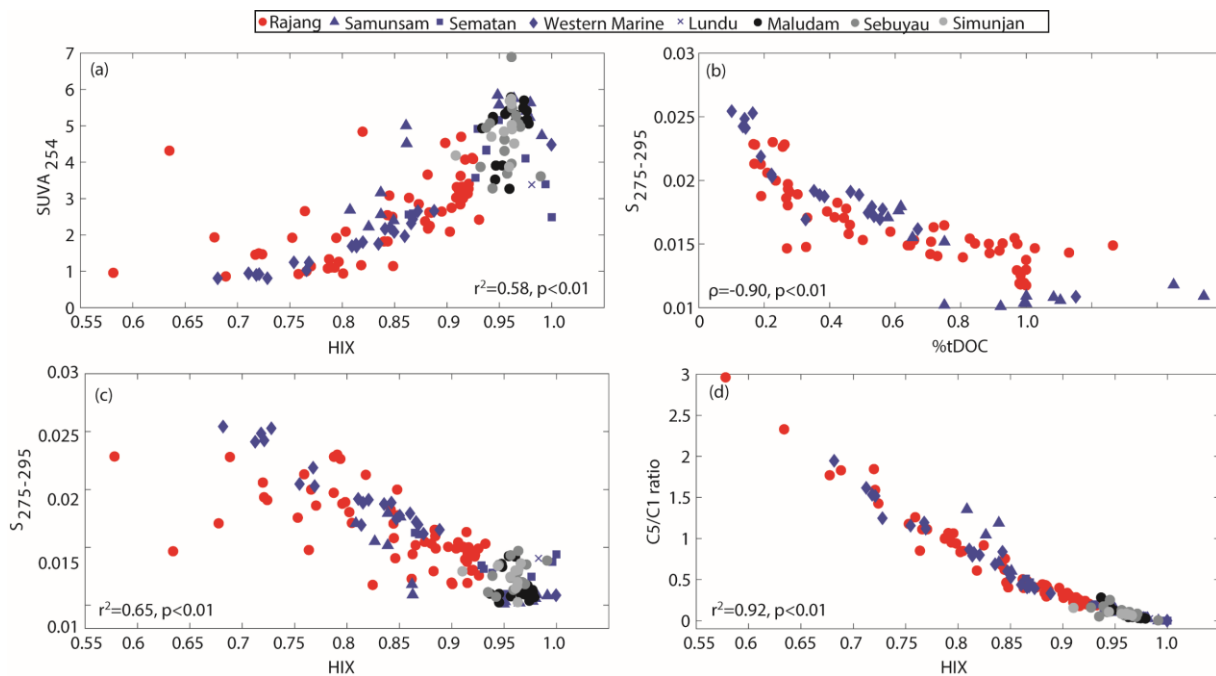 Rajang Samunsam Sematan Western Marine Lundu Maludam Sebuyau Simunjan
(a)
7
6
5
4
3
2
1
0
SUVA254
0.55 0.6 0.65 0.7 0.75 0.8 0.85 0.9 0.95 1.0
HIX
r²=0.58, p<0.01
(b)
0.03
0.025
0.02
0.015
0.01
S275-295
0 0.2 0.4 0.6 0.8 1.0
%tDOC
ρ=-0.90, p<0.01
(c)
0.03
0.025
0.02
0.015
0.01
S275-295
0.55 0.6 0.65 0.7 0.75 0.8 0.85 0.9 0.95 1.0
HIX
r²=0.65, p<0.01
(d)
3
2.5
2
1.5
1
0.5
0
C5/C1 ratio
0.55 0.6 0.65 0.7 0.75 0.8 0.85 0.9 0.95 1.0
HIX
r²=0.92, p<0.01